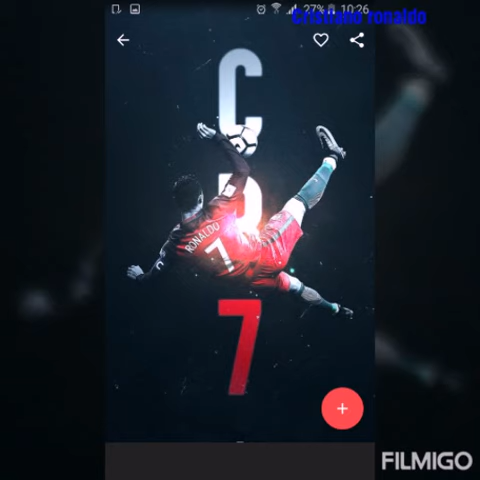 27% 10:26
Cristiano ronaldo
C
R
7
RONALDO
7
FILMIGO